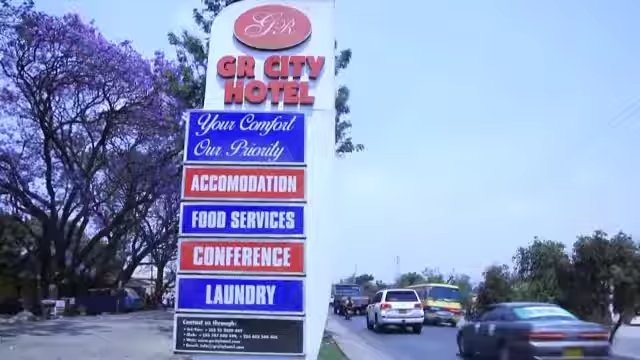 GR
GR CITY
HOTEL
Your Comfort
Our Priority
ACCOMODATION
FOOD SERVICES
CONFERENCE
LAUNDRY
Contact us through: